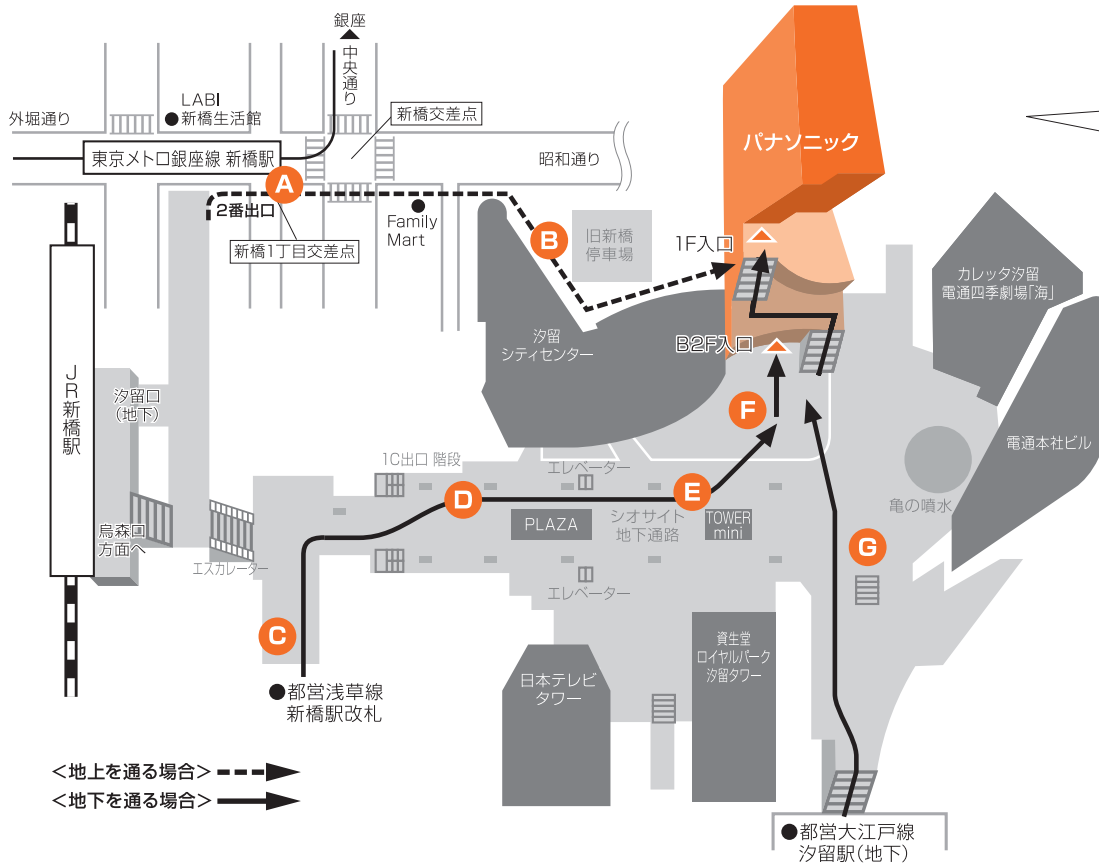 銀座
中央通り
LABI
新橋生活館
外堀通り
新橋交差点
東京メトロ銀座線 新橋駅
昭和通り
パナソニック
A
2番出口
Family
Mart
新橋1丁目交差点
B
旧新橋
停車場
1F入口
カレッタ汐留
電通四季劇場「海」
汐留
シティセンター
B2F入口
JR新橋駅
汐留口
(地下)
F
電通本社ビル
1C出口 階段
エレベーター
亀の噴水
D
E
PLAZA
シオサイト
地下通路
TOWER
mini
烏森口
方面へ
エスカレーター
G
エレベーター
C
資生堂
ロイヤルパーク
汐留タワー
日本テレビ
タワー
●都営浅草線
新橋駅改札
<地上を通る場合>
<地下を通る場合>
●都営大江戸線
汐留駅(地下)